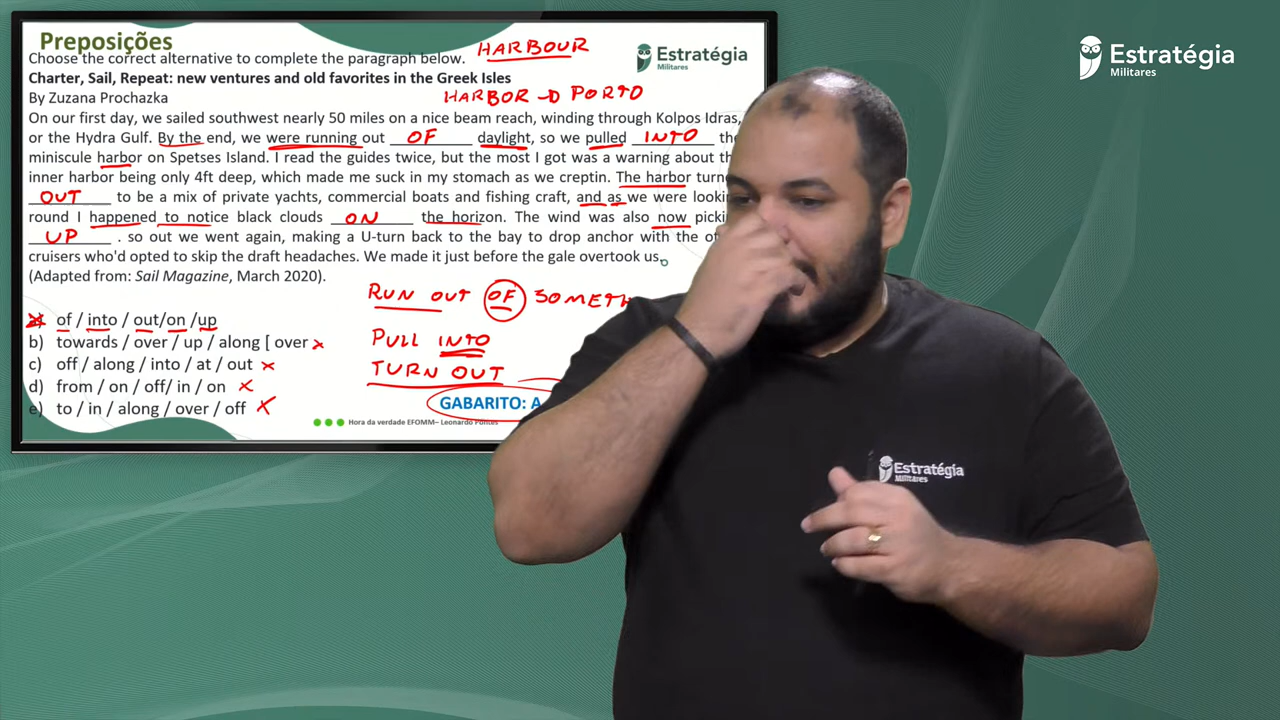 Preposições
Choose the correct alternative to complete the paragraph below.
HARBOUR
Estratégia
Militares
Charter, Sail, Repeat: new ventures and old favorites in the Greek Isles
By Zuzana Prochazka
HARBOR → PORTO
On our first day, we sailed southwest nearly 50 miles on a nice beam reach, winding through Kolpos Idras,
or the Hydra Gulf. By the end, we were running out OF daylight, so we pulled INTO the
miniscule harbor on Spetses Island. I read the guides twice, but the most I got was a warning about
inner harbor being only 4ft deep, which made me suck in my stomach as we creptin. The harbor
OUT to be a mix of private yachts, commercial boats and fishing craft, and as we were
round I happened to notice black clouds ON the horizon. The wind was also now
UP . so out we went again, making a U-turn back to the bay to drop anchor with the
cruisers who'd opted to skip the draft headaches. We made it just before the gale overtook us.
(Adapted from: Sail Magazine, March 2020).
RUN OUT OF
PULL INTO
TURN OUT
a) of / into / out/on /up
b) towards / over / up / along [ over x
c) off / along / into / at / out x
d) from / on / off/ in / on x
e) to / in / along / over / off x
GABARITO: A
Hora da verdade EFOMM– Leonardo Pontes
Estratégia
Militares
Estratégia
Militares